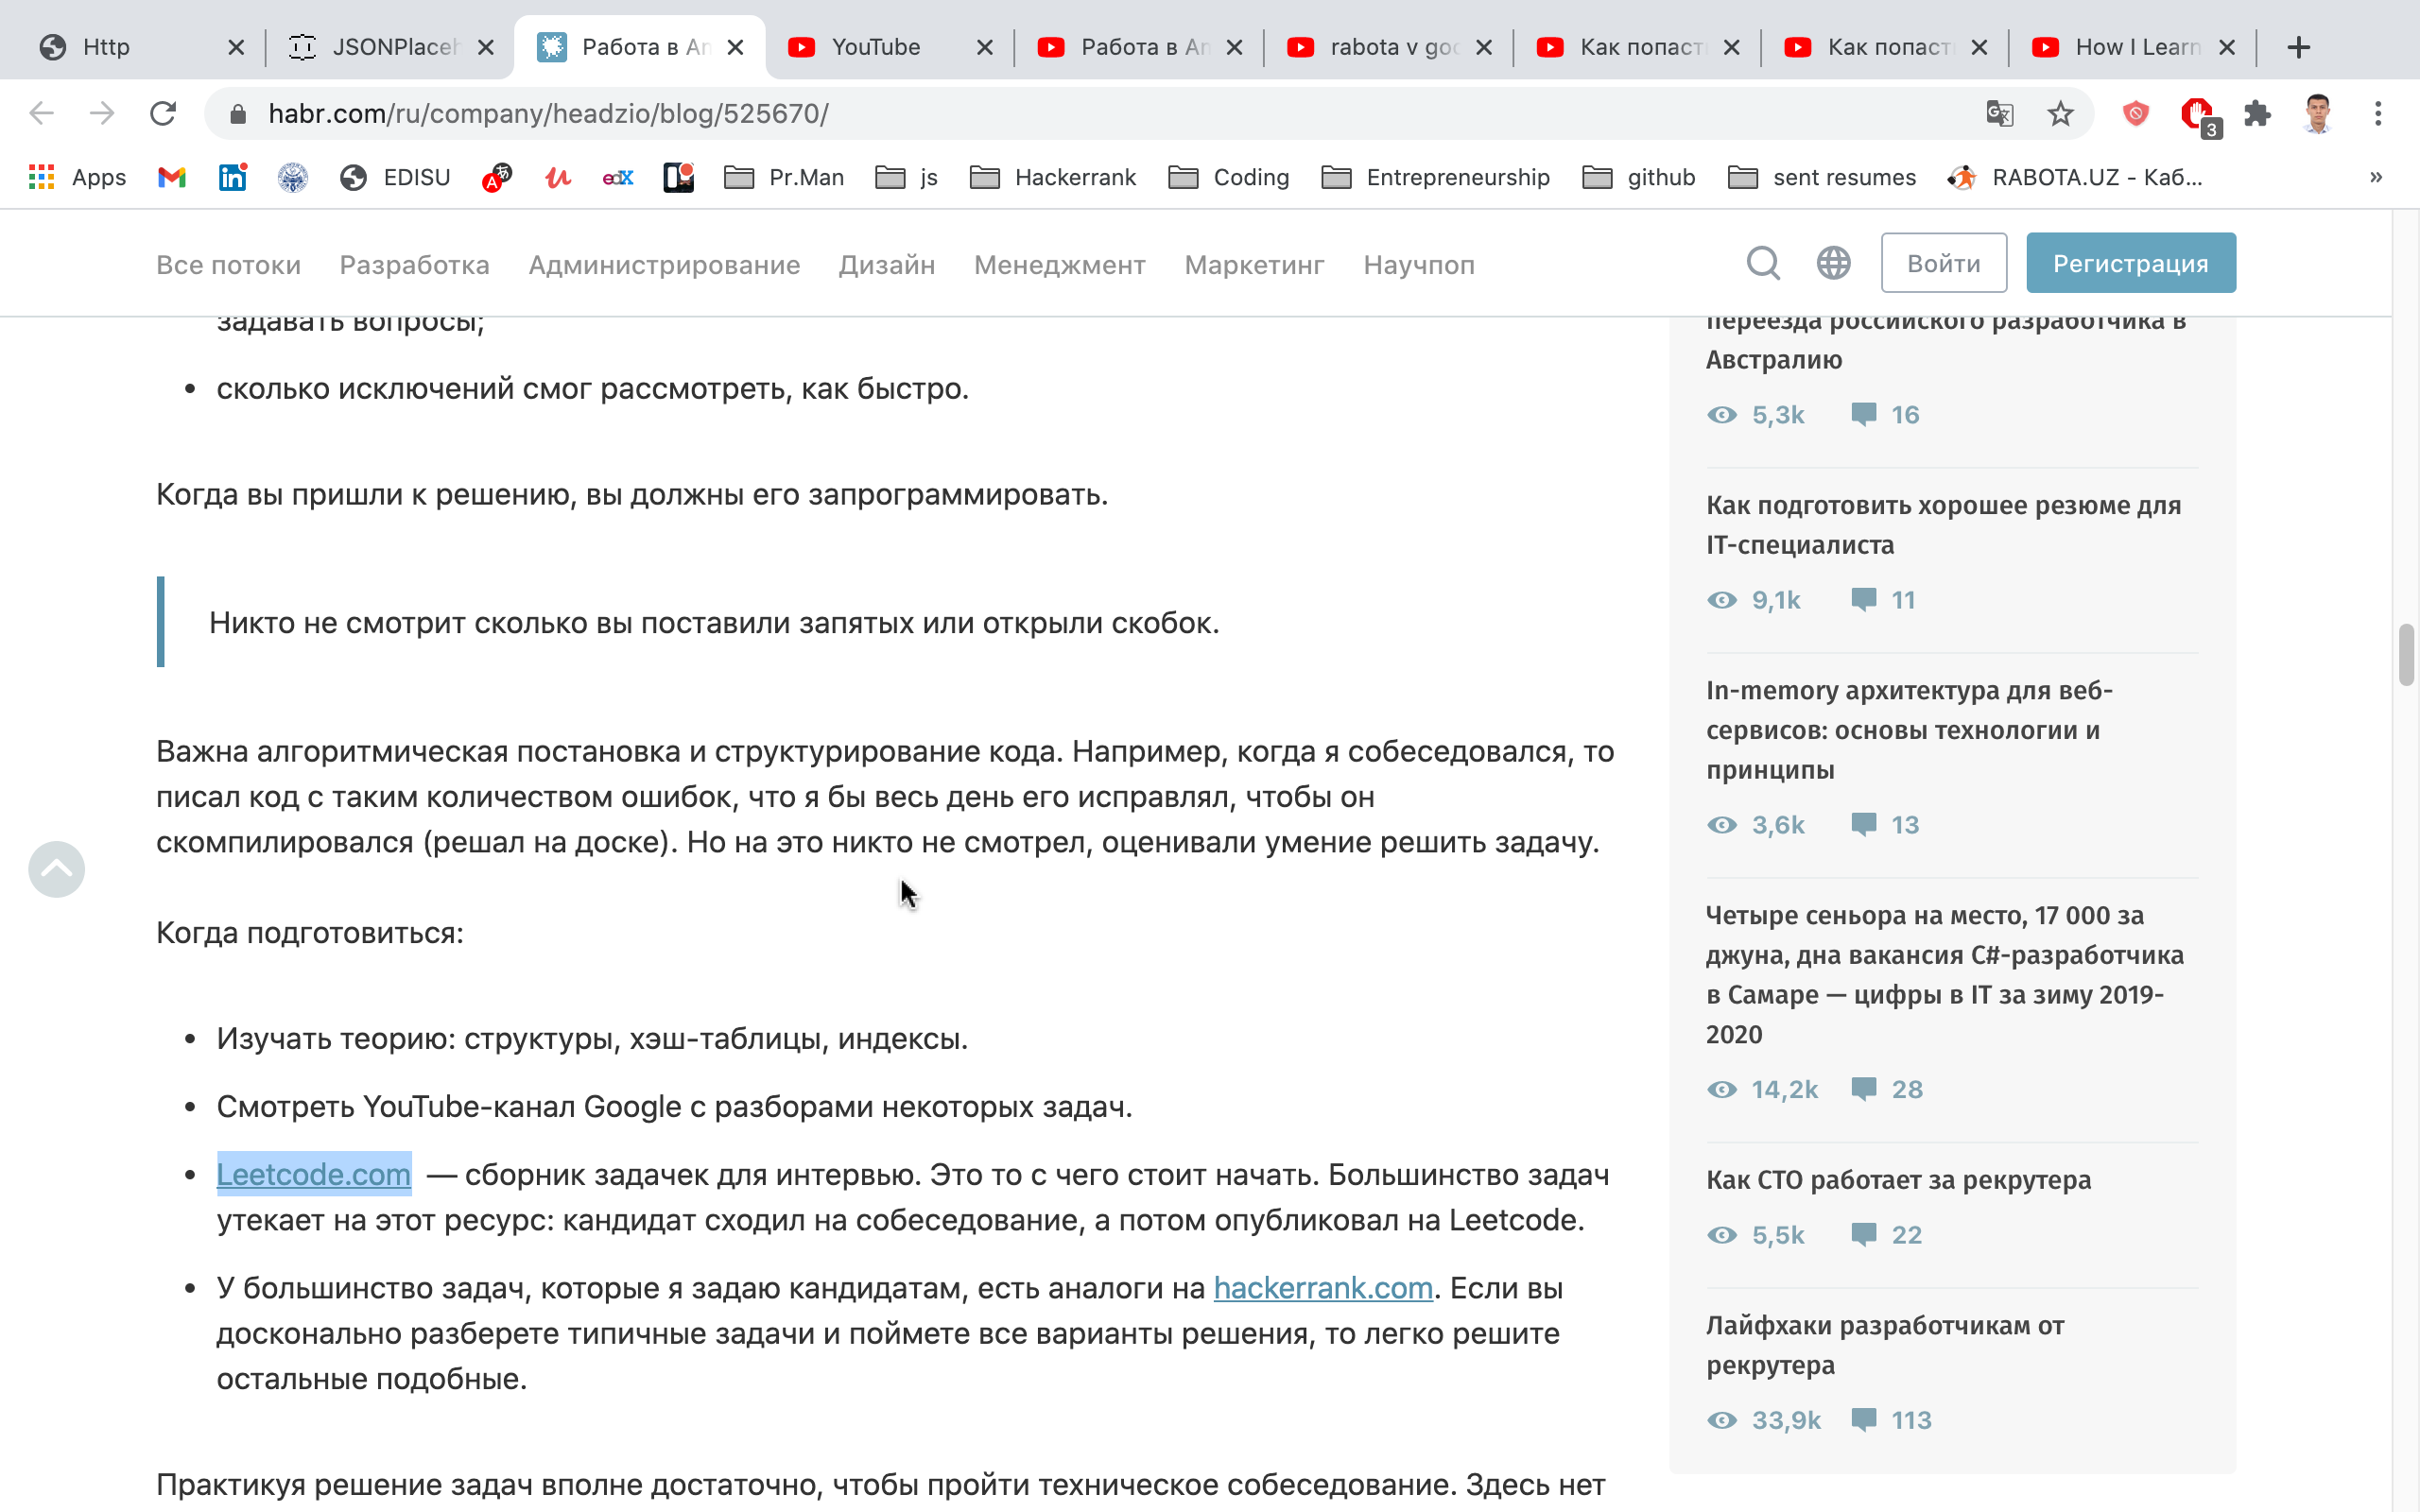 Http
JSONPlaceh
Работа в Am
YouTube
Работа в Am
rabota v goo
Как попаст
Как попаст
How I Learn
habr.com/ru/company/headzio/blog/525670/
3
Apps
EDISU
Pr.Man
js
Hackerrank
Coding
Entrepreneurship
github
sent resumes
RABOTA.UZ - Каб...
Все потоки Разработка Администрирование Дизайн Менеджмент Маркетинг Научпоп
Войти
Регистрация
задавать вопросы;
• сколько исключений смог рассмотреть, как быстро.
Когда вы пришли к решению, вы должны его запрограммировать.
Никто не смотрит сколько вы поставили запятых или открыли скобок.
Важна алгоритмическая постановка и структурирование кода. Например, когда я собеседовался, то
писал код с таким количеством ошибок, что я бы весь день его исправлял, чтобы он
скомпилировался (решал на доске). Но на это никто не смотрел, оценивали умение решить задачу.
Когда подготовиться:
• Изучать теорию: структуры, хэш-таблицы, индексы.
• Смотреть YouTube-канал Google с разборами некоторых задач.
• Leetcode.com — сборник задачек для интервью. Это то с чего стоит начать. Большинство задач
утекает на этот ресурс: кандидат сходил на собеседование, а потом опубликовал на Leetcode.
• У большинство задач, которые я задаю кандидатам, есть аналоги на hackerrank.com. Если вы
досконально разберете типичные задачи и поймете все варианты решения, то легко решите
остальные подобные.
Практикуя решение задач вполне достаточно, чтобы пройти техническое собеседование. Здесь нет
переезда российского разработчика в
Австралию
5,3k 16
Как подготовить хорошее резюме для
IT-специалиста
9,1k 11
In-memory архитектура для веб-
сервисов: основы технологии и
принципы
3,6k 13
Четыре сеньора на место, 17 000 за
джуна, дна вакансия C#-разработчика
в Самаре — цифры в IT за зиму 2019-
2020
14,2k 28
Как СТО работает за рекрутера
5,5k 22
Лайфхаки разработчикам от
рекрутера
33,9k 113